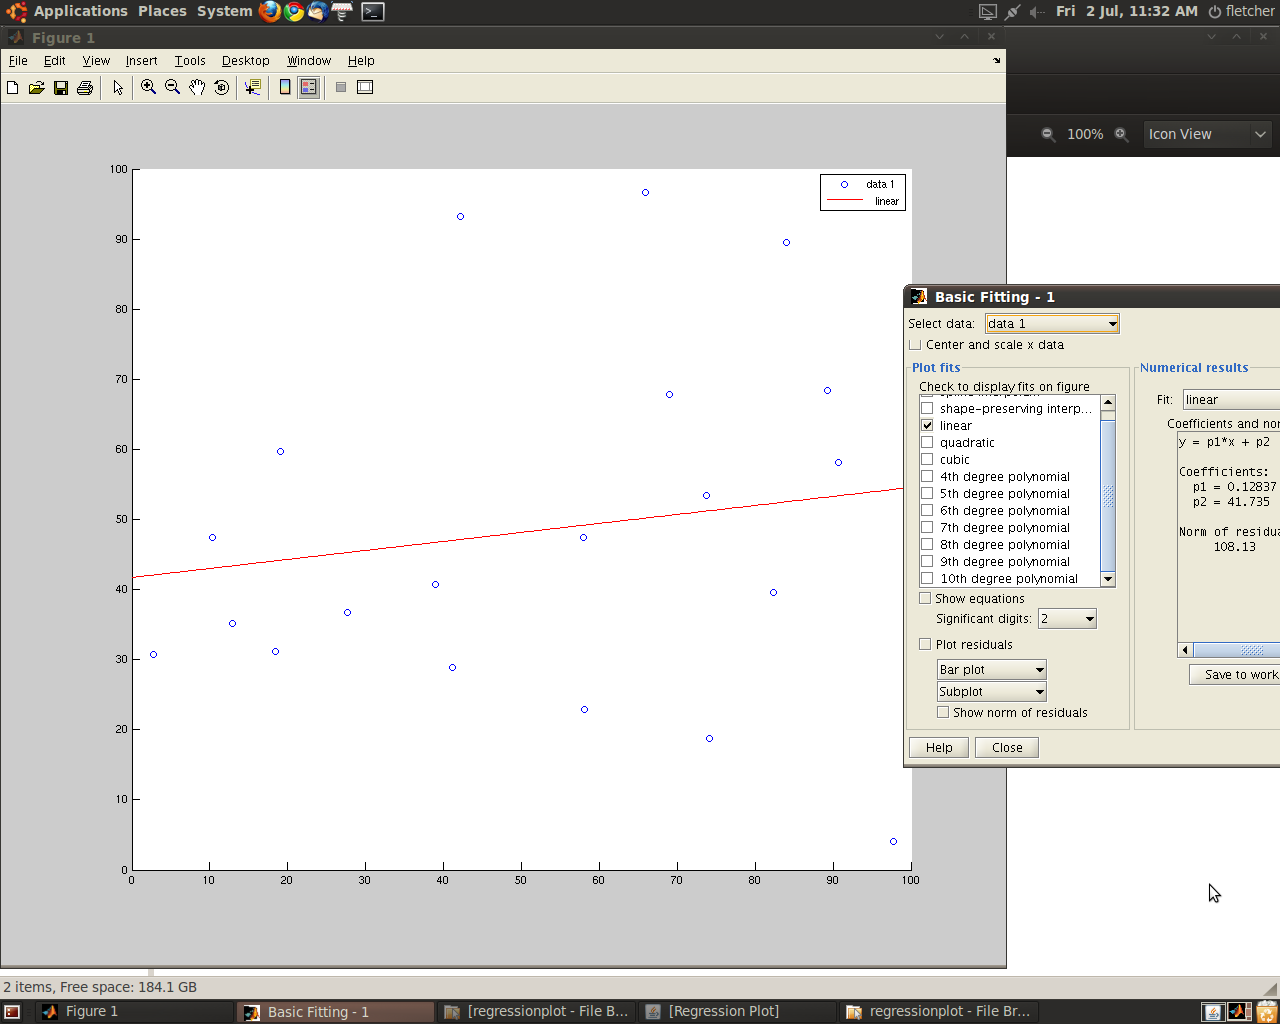 Applications Places System Fri 2 Jul, 11:32 AM fletcher
Figure 1
File Edit View Insert Tools Desktop Window Help
100% Icon View
100
90
80
70
60
50
40
30
20
10
0
0 10 20 30 40 50 60 70 80 90 100
data 1
linear
Basic Fitting - 1
Select data: data 1
Center and scale x data
Plot fits
Check to display fits on figure
shape-preserving interp...
linear
quadratic
cubic
4th degree polynomial
5th degree polynomial
6th degree polynomial
7th degree polynomial
8th degree polynomial
9th degree polynomial
10th degree polynomial
Show equations
Significant digits: 2
Plot residuals
Bar plot
Subplot
Show norm of residuals
Help Close
Numerical results
Fit: linear
Coefficients and nor
y = p1*x + p2
Coefficients:
p1 = 0.12837
p2 = 41.735
Norm of residua
108.13
Save to work
2 items, Free space: 184.1 GB
Figure 1 Basic Fitting - 1 [regressionplot - File B... [Regression Plot] regressionplot - File Br...